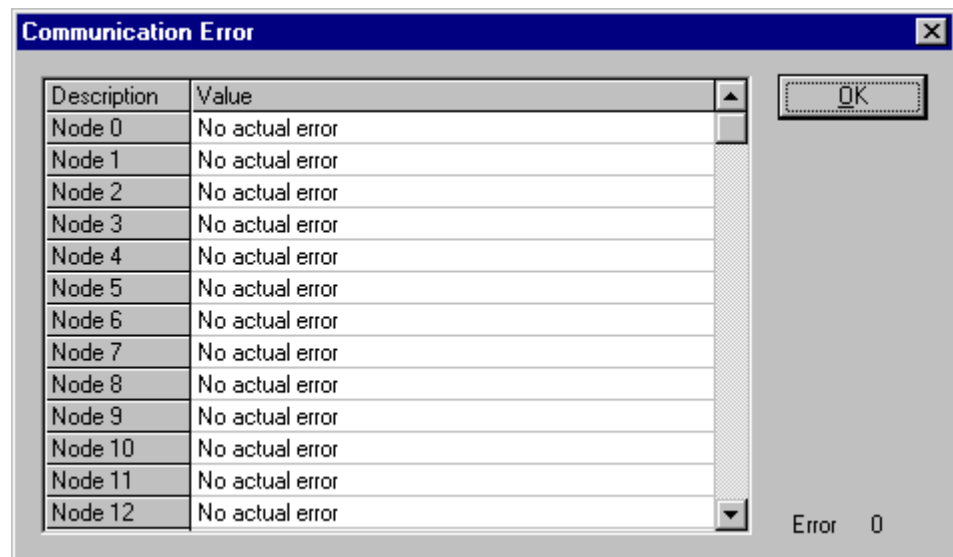 Communication Error
Description Value
OK
Node 0 No actual error
Node 1 No actual error
Node 2 No actual error
Node 3 No actual error
Node 4 No actual error
Node 5 No actual error
Node 6 No actual error
Node 7 No actual error
Node 8 No actual error
Node 9 No actual error
Node 10 No actual error
Node 11 No actual error
Node 12 No actual error
Error 0